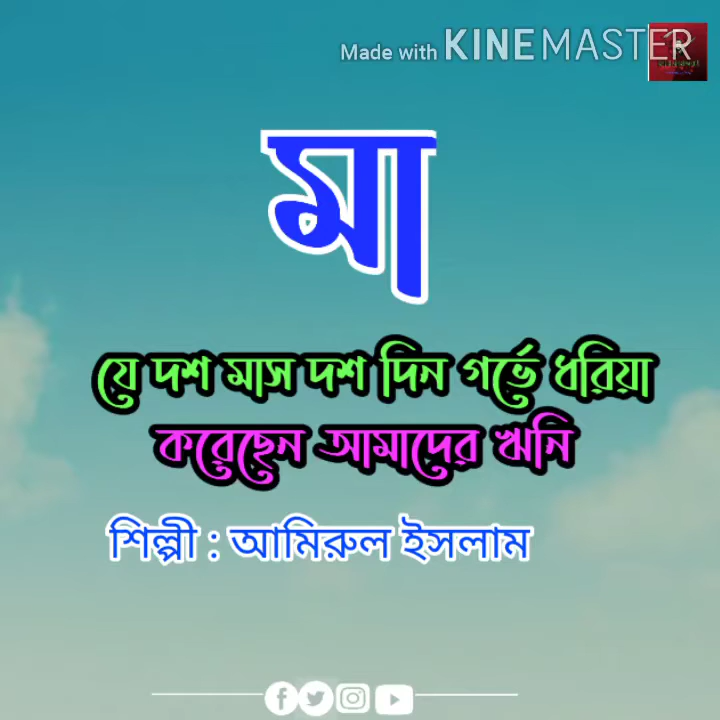 Made with KINEMASTER
মা
যে দশ মাস দশ দিন গর্ভে ধরিয়া
করেছেন আমাদের ঋনি
শিল্পী : আমিরুল ইসলাম